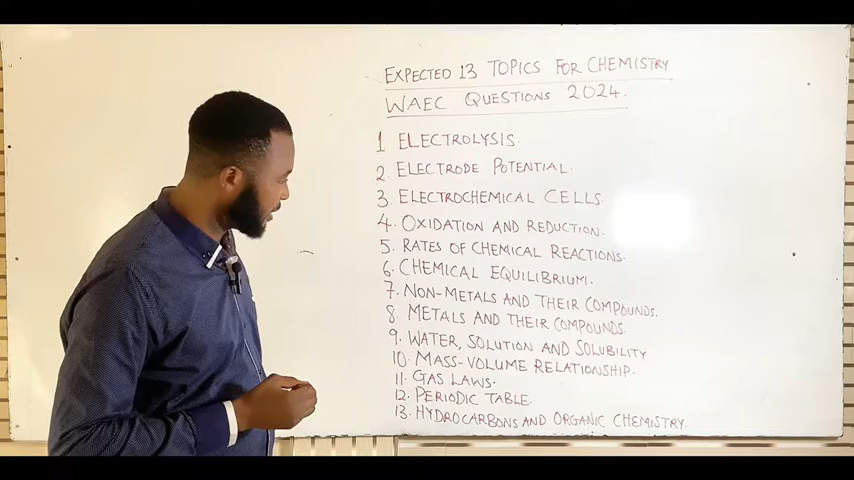 EXPECTED 13 TOPICS FOR CHEMISTRY
WAEC QUESTIONS 2024.
1 ELECTROLYSIS.
2 ELECTRODE POTENTIAL.
3. ELECTROCHEMICAL CELLS.
4. OXIDATION AND REDUCTION.
5. RATES OF CHEMICAL REACTIONS.
6. CHEMICAL EQUILIBRIUM.
7. NON-METALS AND THEIR COMPOUNDS.
8. METALS AND THEIR COMPOUNDS.
9. WATER, SOLUTION AND SOLUBILITY
10. MASS-VOLUME RELATIONSHIP.
11. GAS LAWS.
12. PERIODIC TABLE.
13. HYDROCARBONS AND ORGANIC CHEMISTRY.